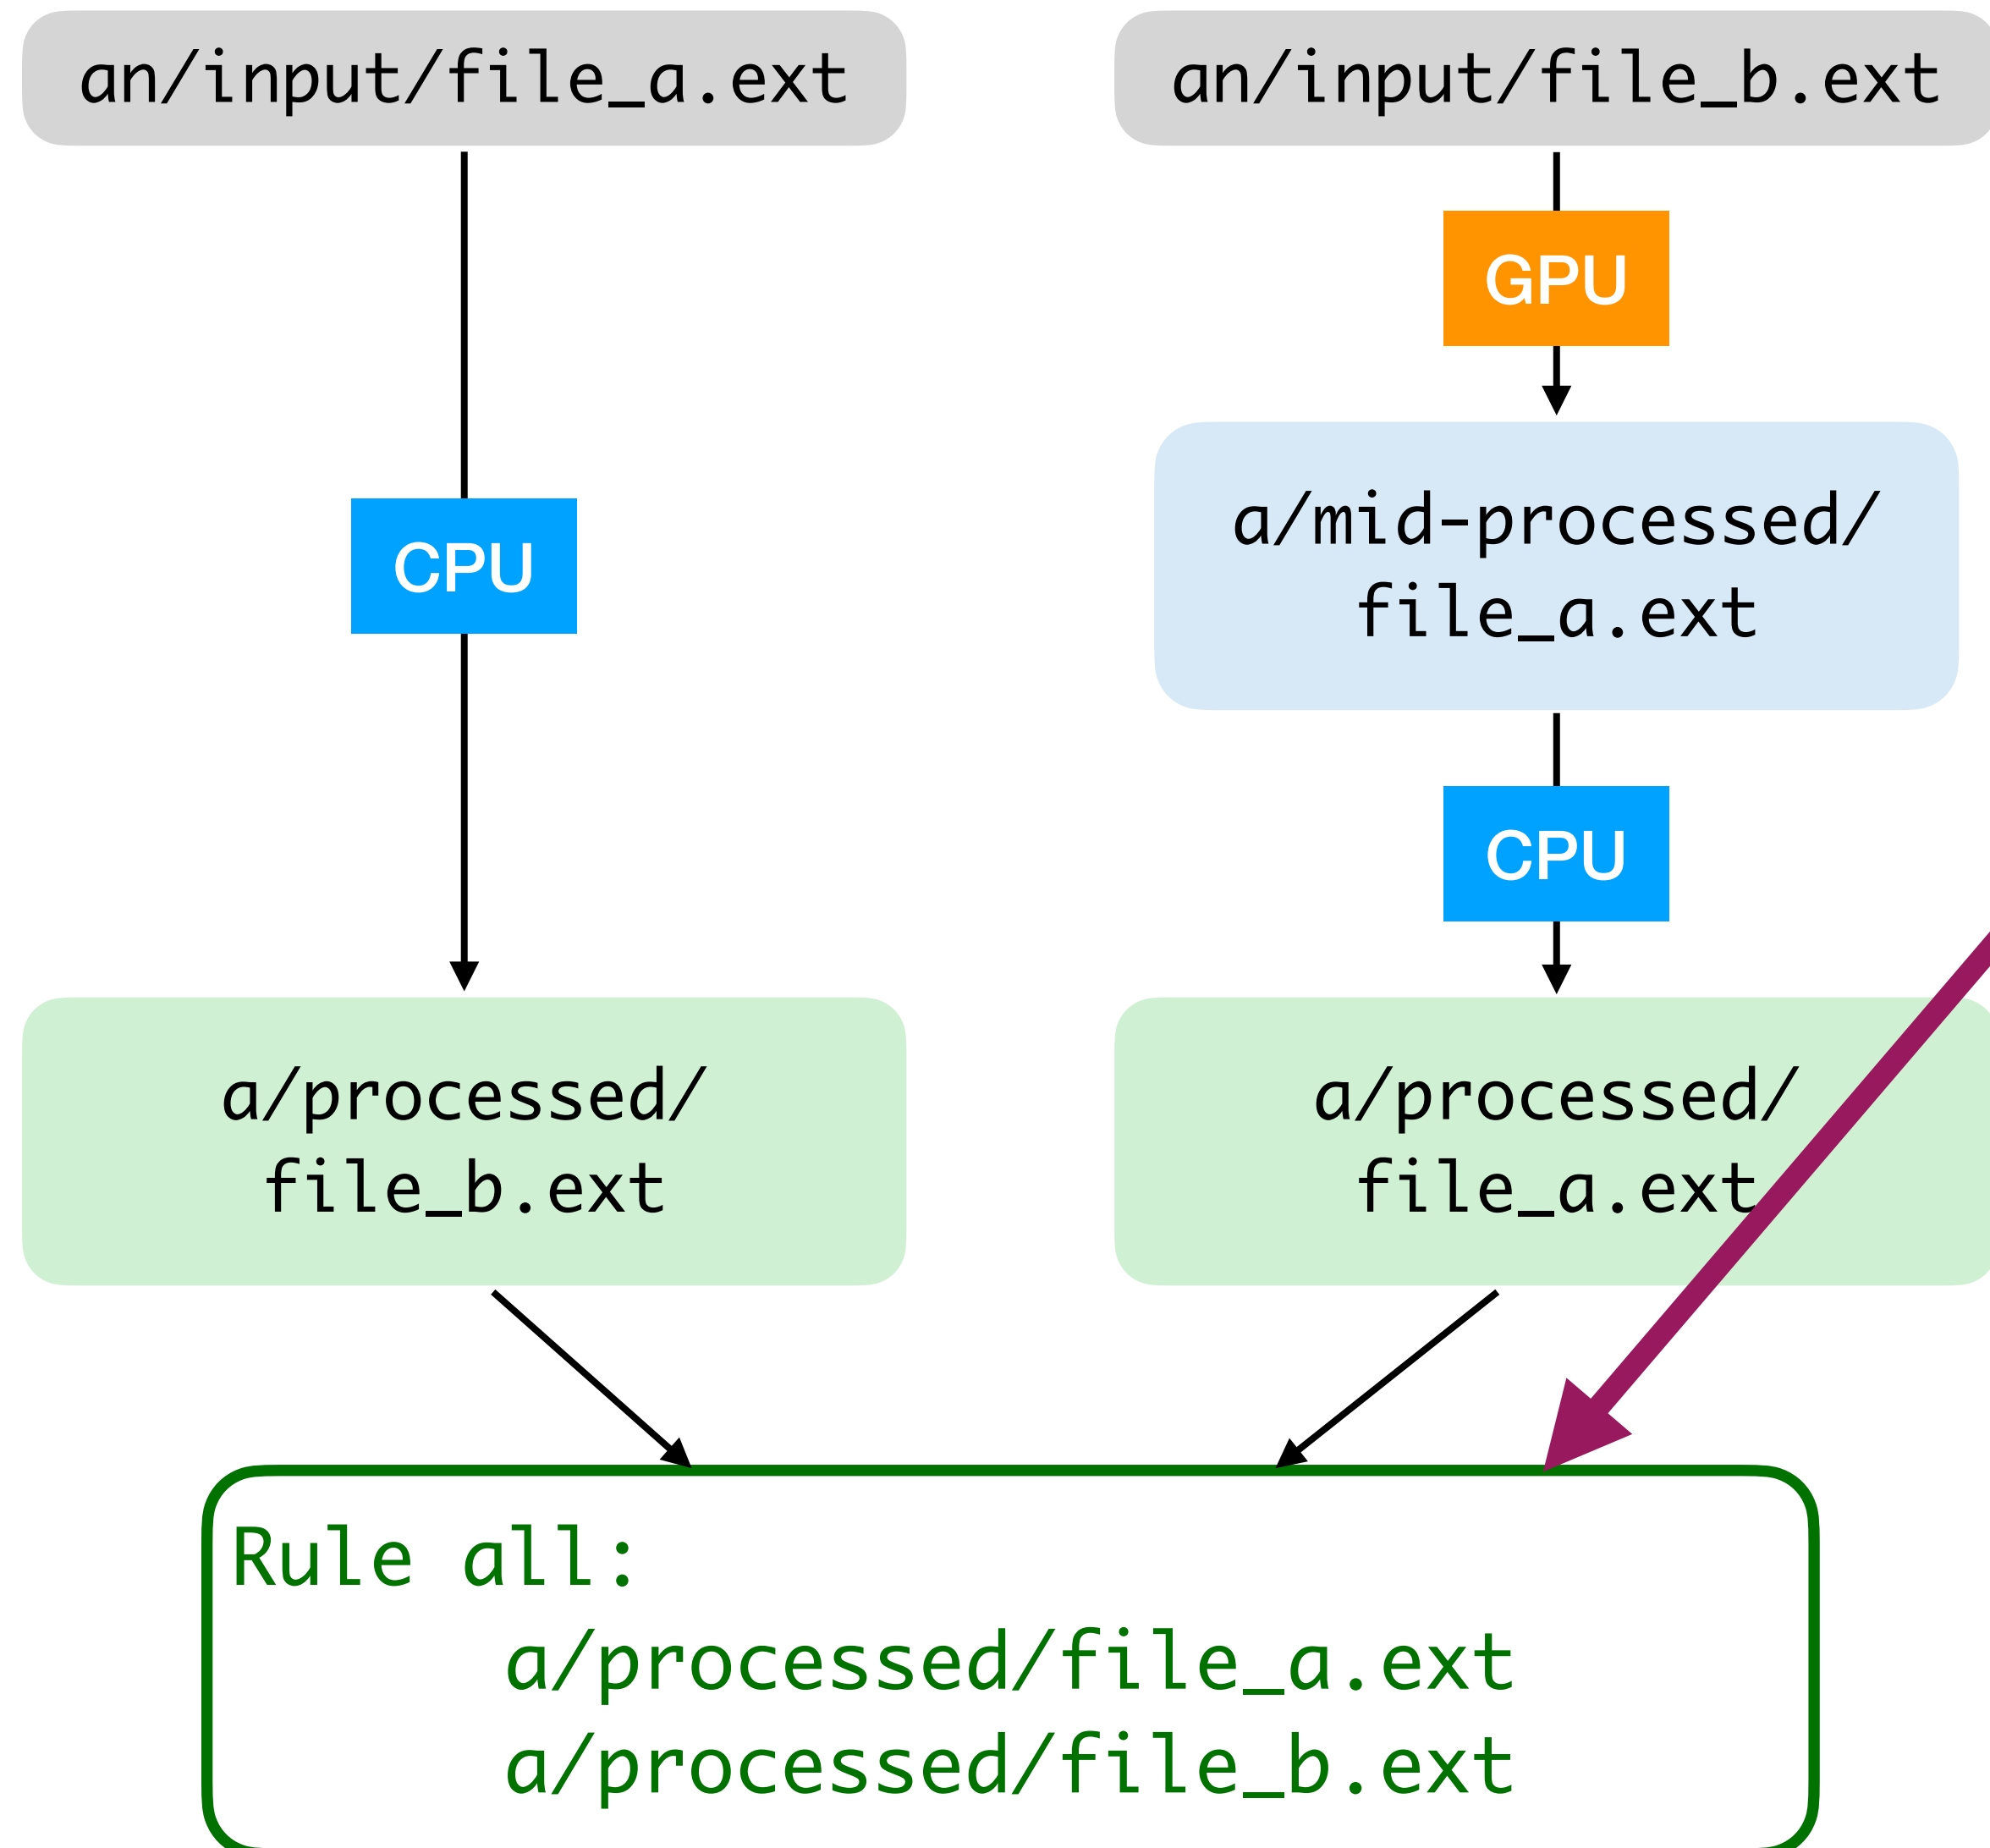 an/input/file_a.ext
an/input/file_b.ext
GPU
a/mid-processed/
file_a.ext
CPU
CPU
a/processed/
file_b.ext
a/processed/
file_a.ext
Rule all:
a/processed/file_a.ext
a/processed/file_b.ext